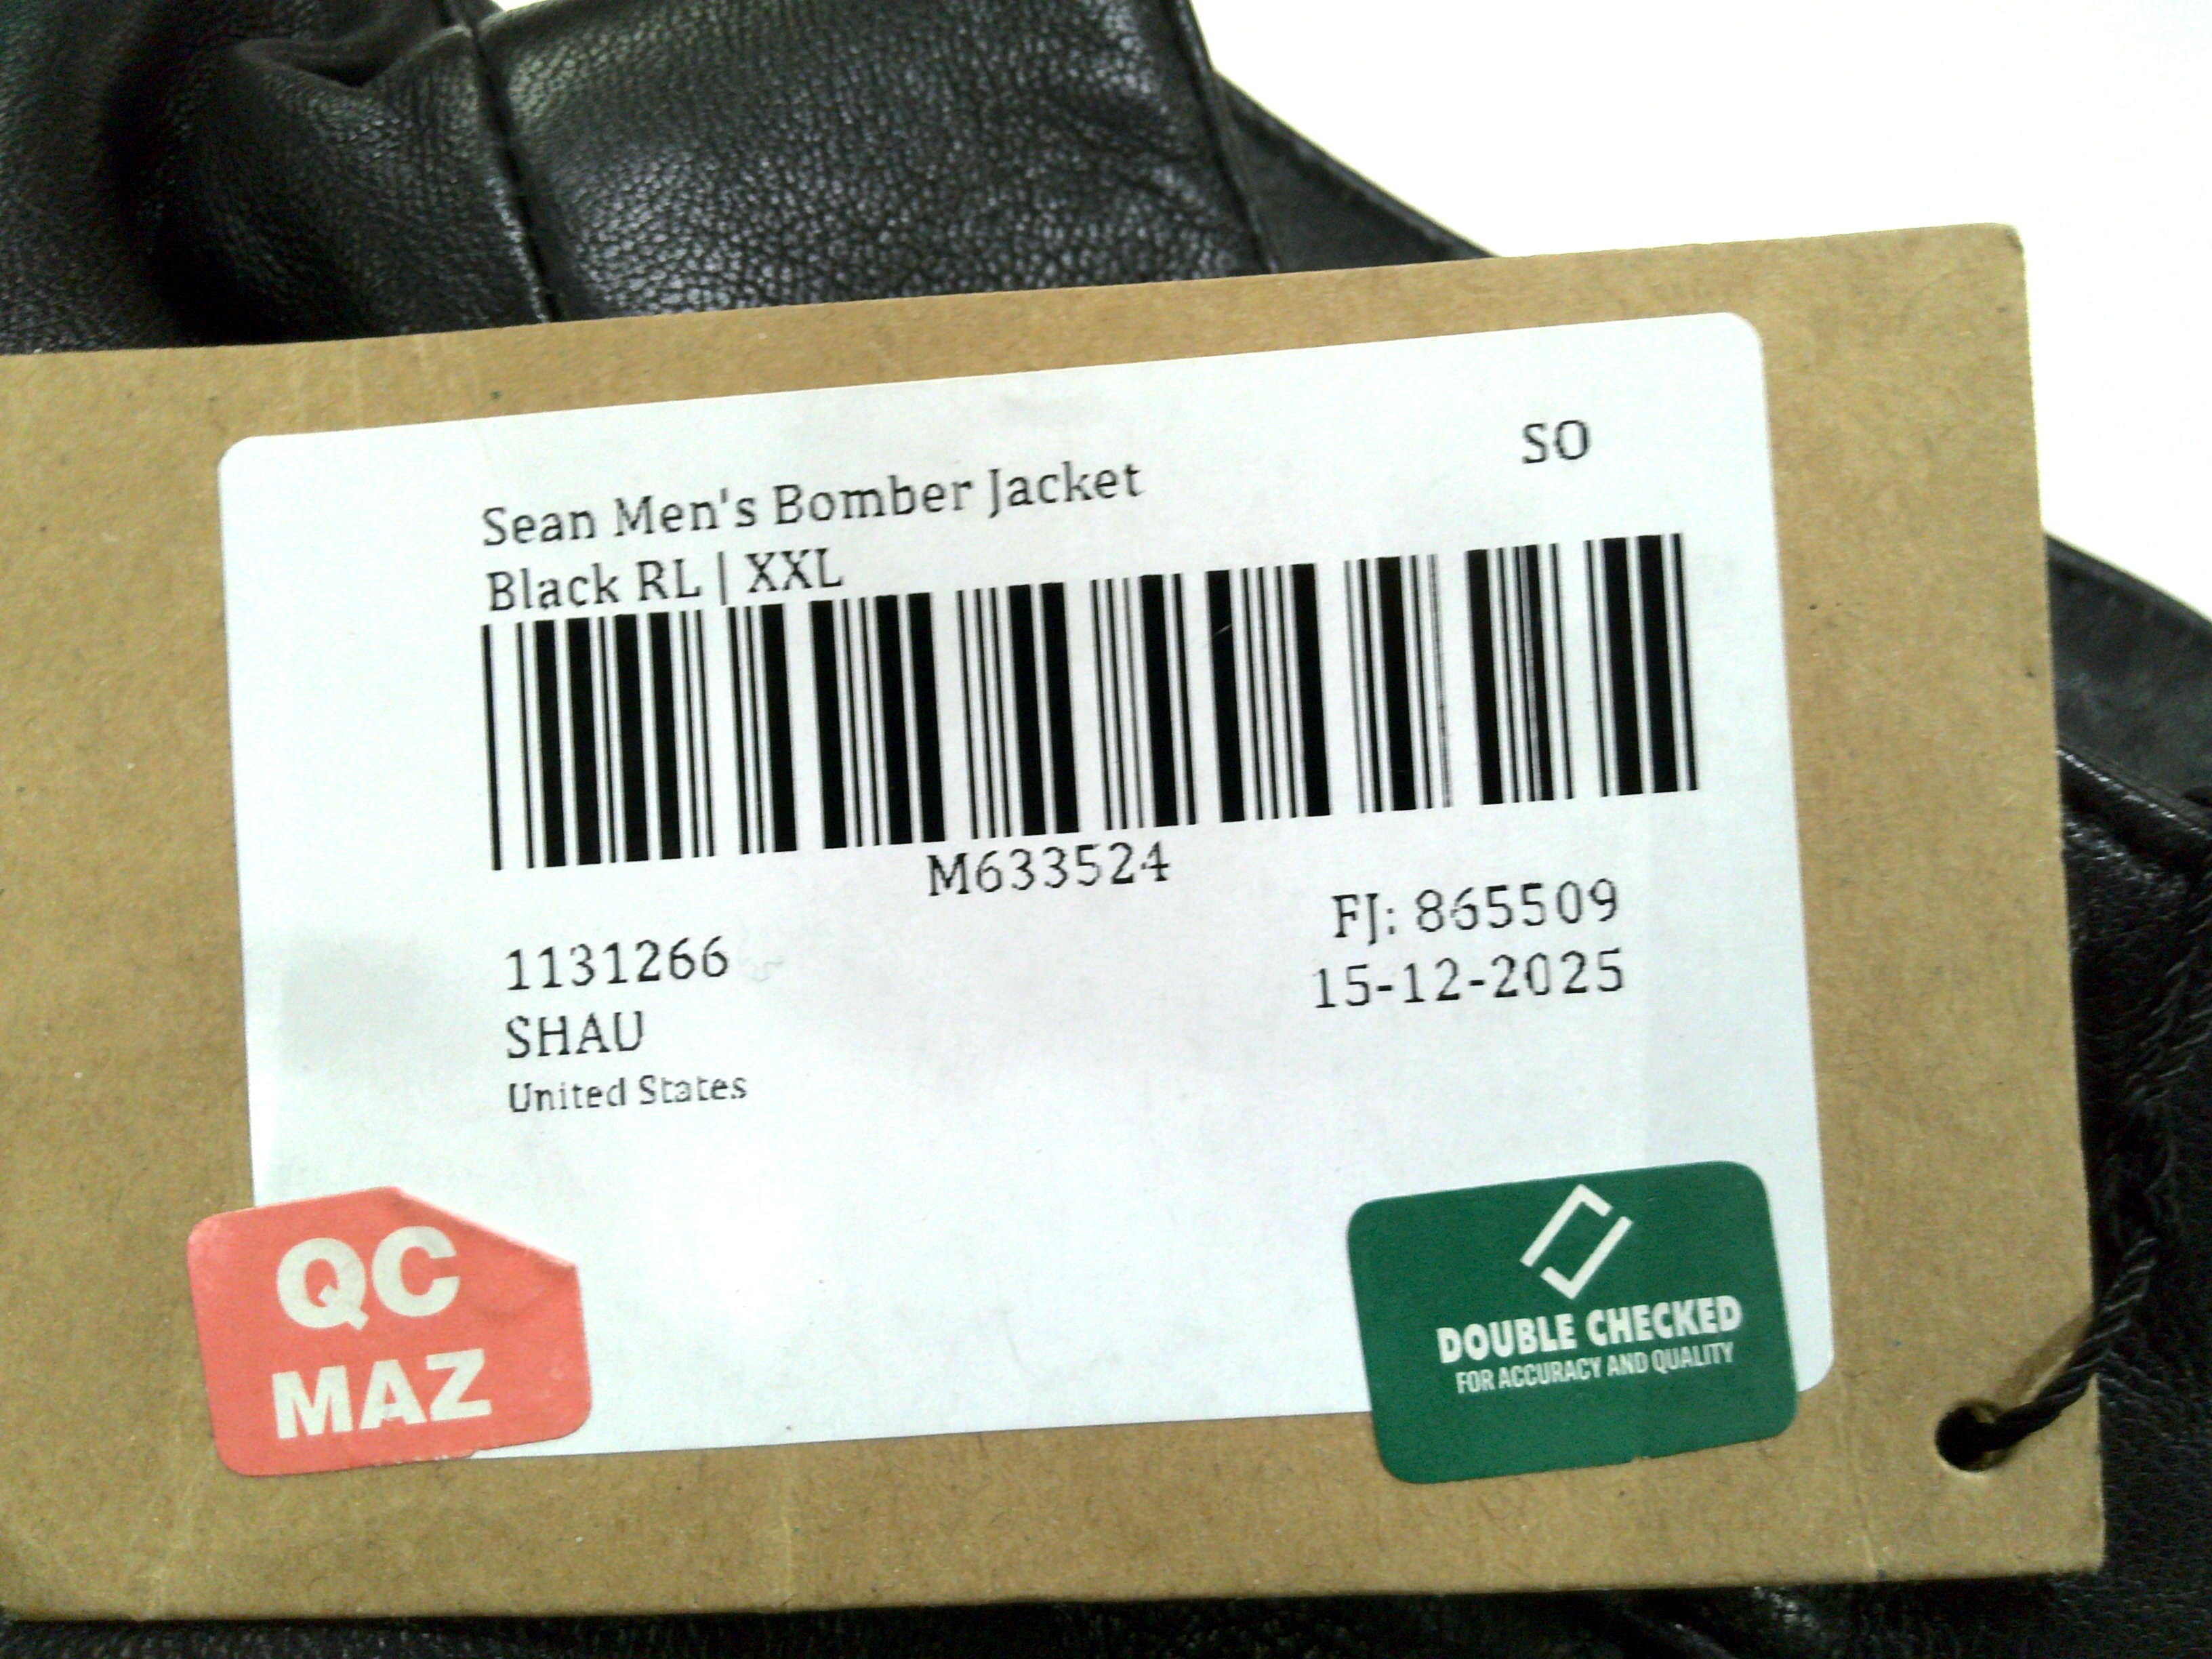 SO
Sean Men's Bomber Jacket
Black RL | XXL
M633524
FJ: 865509
1131266
15-12-2025
SHAU
United States
QC
MAZ
DOUBLE CHECKED
FOR ACCURACY AND QUALITY